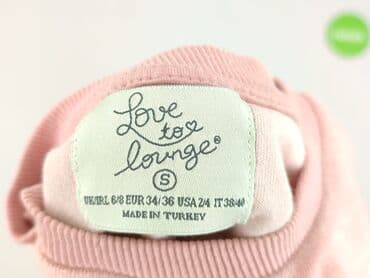 Love
to
lounge®
S
UK/IRL 6/8 EUR 34/36 USA 2/4 IT 38/40
MADE IN TURKEY